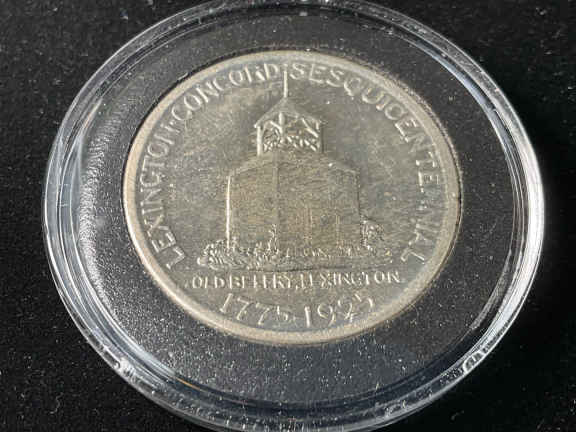 LEXINGTON·CONCORD SESQUICENTENNIAL
OLD BELFRY, LEXINGTON
1775·1925